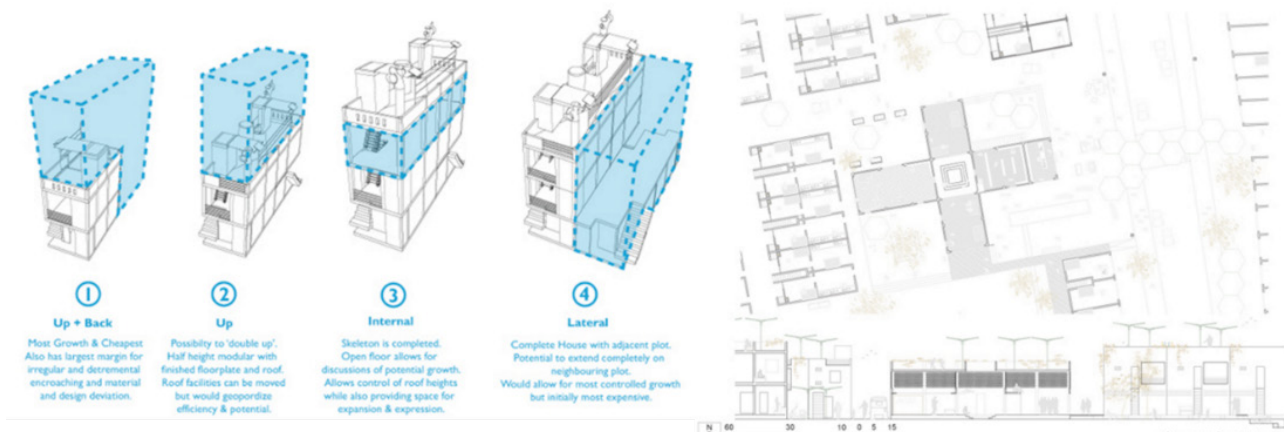 1
Up + Back
Most Growth & Cheapest
Also has largest margin for
irregular and detremental
encroaching and material
and design deviation.
2
Up
Possibilty to 'double up'.
Half height modular with
finished floorplate and roof.
Roof facilities can be moved
but would geopordize
efficiency & potential.
3
Internal
Skeleton is completed.
Open floor allows for
discussions of potential growth.
Allows control of roof heights
while also providing space for
expansion & expression.
4
Lateral
Complete House with adjacent plot.
Potential to extend completely on
neighbouring plot.
Would allow for most controlled growth
but initially most expensive.
N 60 30 10 0 5 15